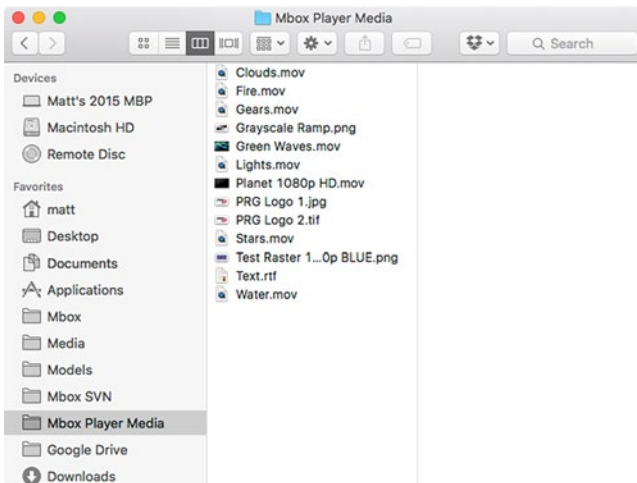 Mbox Player Media
Search
Devices
Matt's 2015 MBP
Macintosh HD
Remote Disc
Favorites
matt
Desktop
Documents
Applications
Mbox
Media
Models
Mbox SVN
Mbox Player Media
Google Drive
Downloads
Clouds.mov
Fire.mov
Gears.mov
Grayscale Ramp.png
Green Waves.mov
Lights.mov
Planet 1080p HD.mov
PRG Logo 1.jpg
PRG Logo 2.tif
Stars.mov
Test Raster 1...0p BLUE.png
Text.rtf
Water.mov